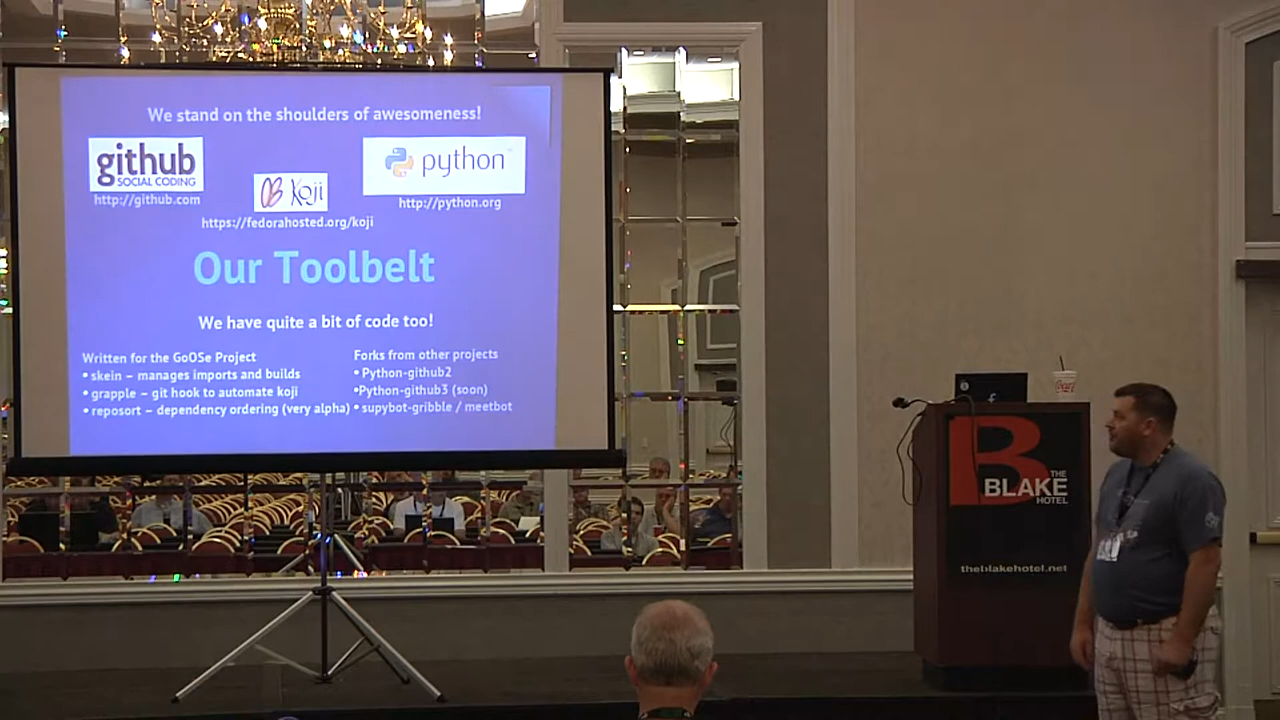 We stand on the shoulders of awesomeness!
github
SOCIAL CODING
http://github.com
Koji
https://fedorahosted.org/koji
python
http://python.org
Our Toolbelt
We have quite a bit of code too!
Written for the GoOSe Project
• skein – manages imports and builds
• grapple – git hook to automate koji
• reposort – dependency ordering (very alpha)
Forks from other projects
• Python-github2
•Python-github3 (soon)
• supybot-gribble / meetbot
B
THE
BLAKE
HOTEL
theblakehotel.net